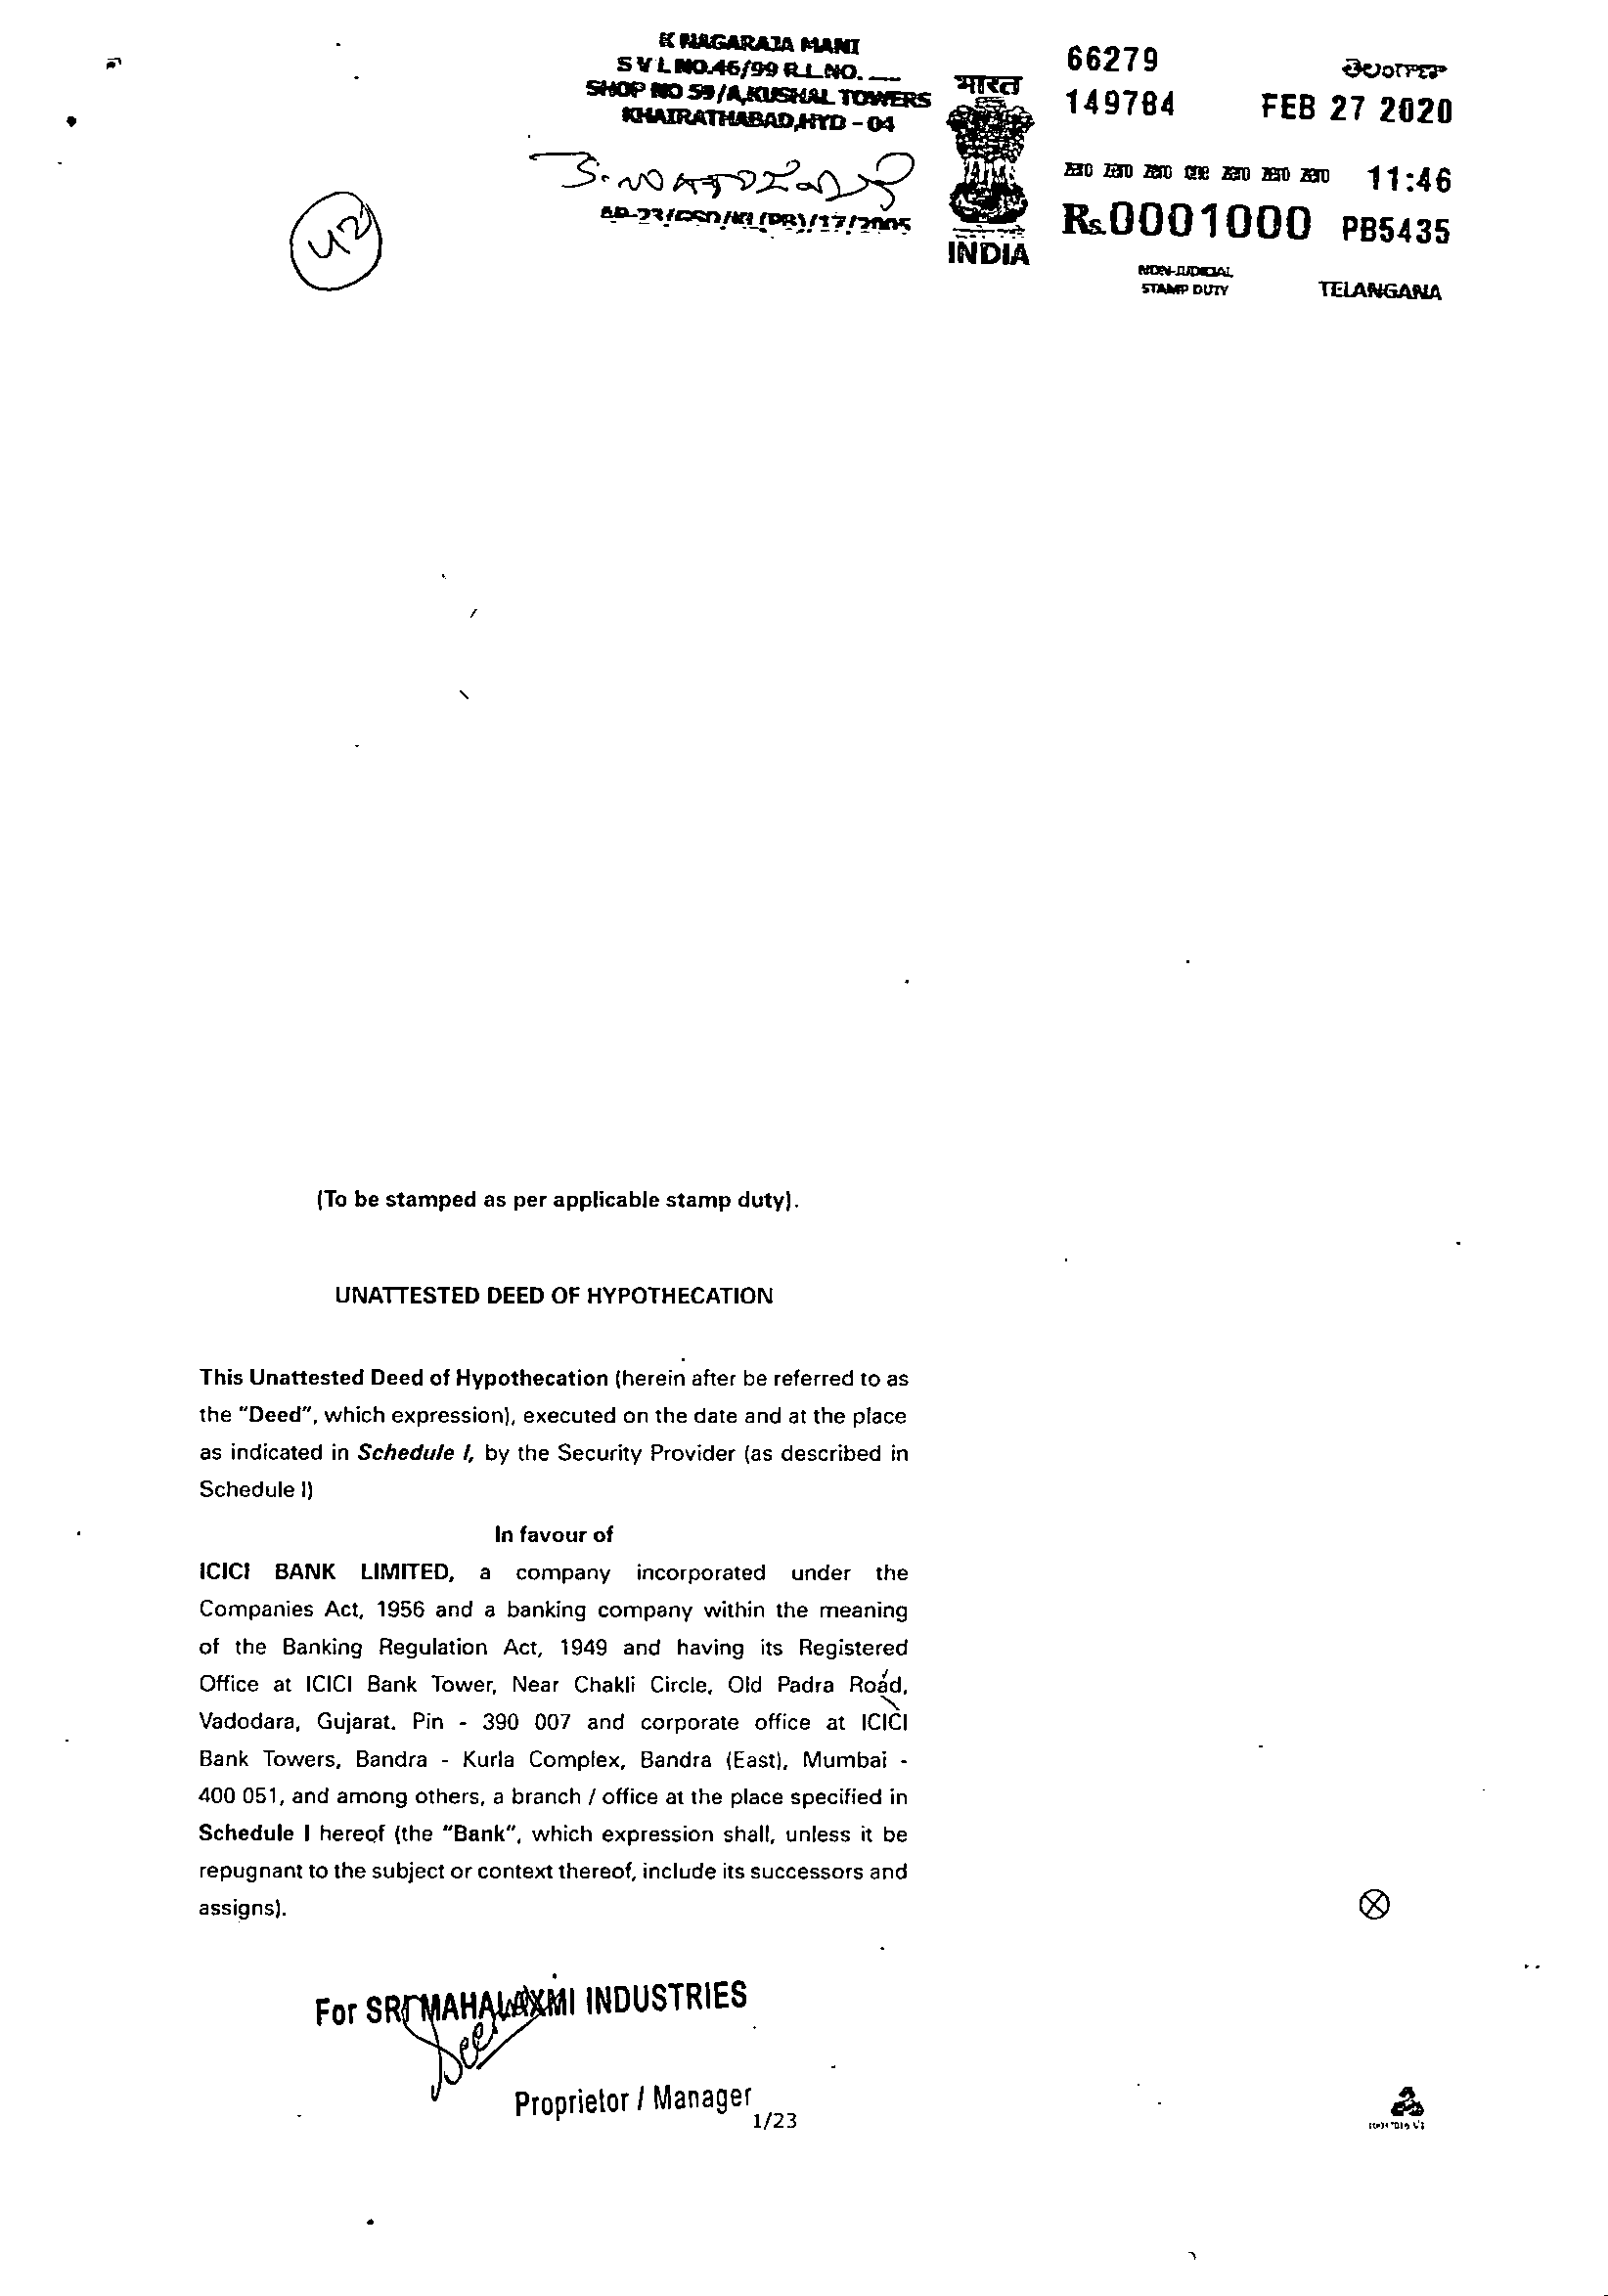 K NAGARAJA MANI
S V L NO.46/99 R.L.NO. __
SHOP NO 59/A,KUSHAL TOWERS
KHAIRATHABAD,HYD - 04
AP-23/CSD/KL(PB)/17/2005
42
भारत
INDIA
66279 తెలంగాణ
149784 FEB 27 2020
11:46
Rs.0001000 PB5435
NON-JUDICIAL
STAMP DUTY TELANGANA
(To be stamped as per applicable stamp duty).
UNATTESTED DEED OF HYPOTHECATION
This Unattested Deed of Hypothecation (herein after be referred to as
the "Deed", which expression), executed on the date and at the place
as indicated in Schedule I, by the Security Provider (as described in
Schedule I)
In favour of
ICICI BANK LIMITED, a company incorporated under the
Companies Act, 1956 and a banking company within the meaning
of the Banking Regulation Act, 1949 and having its Registered
Office at ICICI Bank Tower, Near Chakli Circle, Old Padra Road,
Vadodara, Gujarat. Pin - 390 007 and corporate office at ICICI
Bank Towers, Bandra - Kurla Complex, Bandra (East), Mumbai -
400 051, and among others, a branch / office at the place specified in
Schedule I hereof (the "Bank", which expression shall, unless it be
repugnant to the subject or context thereof, include its successors and
assigns).
For SRI MAHALAXMI INDUSTRIES
Proprietor / Manager
1/23